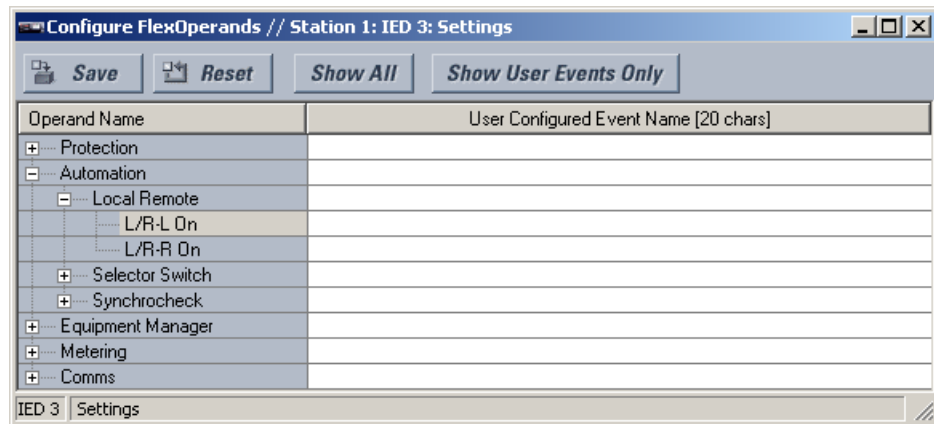 Configure FlexOperands // Station 1: IED 3: Settings
Save Reset Show All Show User Events Only
Operand Name User Configured Event Name [20 chars]
Protection
Automation
Local Remote
L/R-L On
L/R-R On
Selector Switch
Synchrocheck
Equipment Manager
Metering
Comms
IED 3 Settings